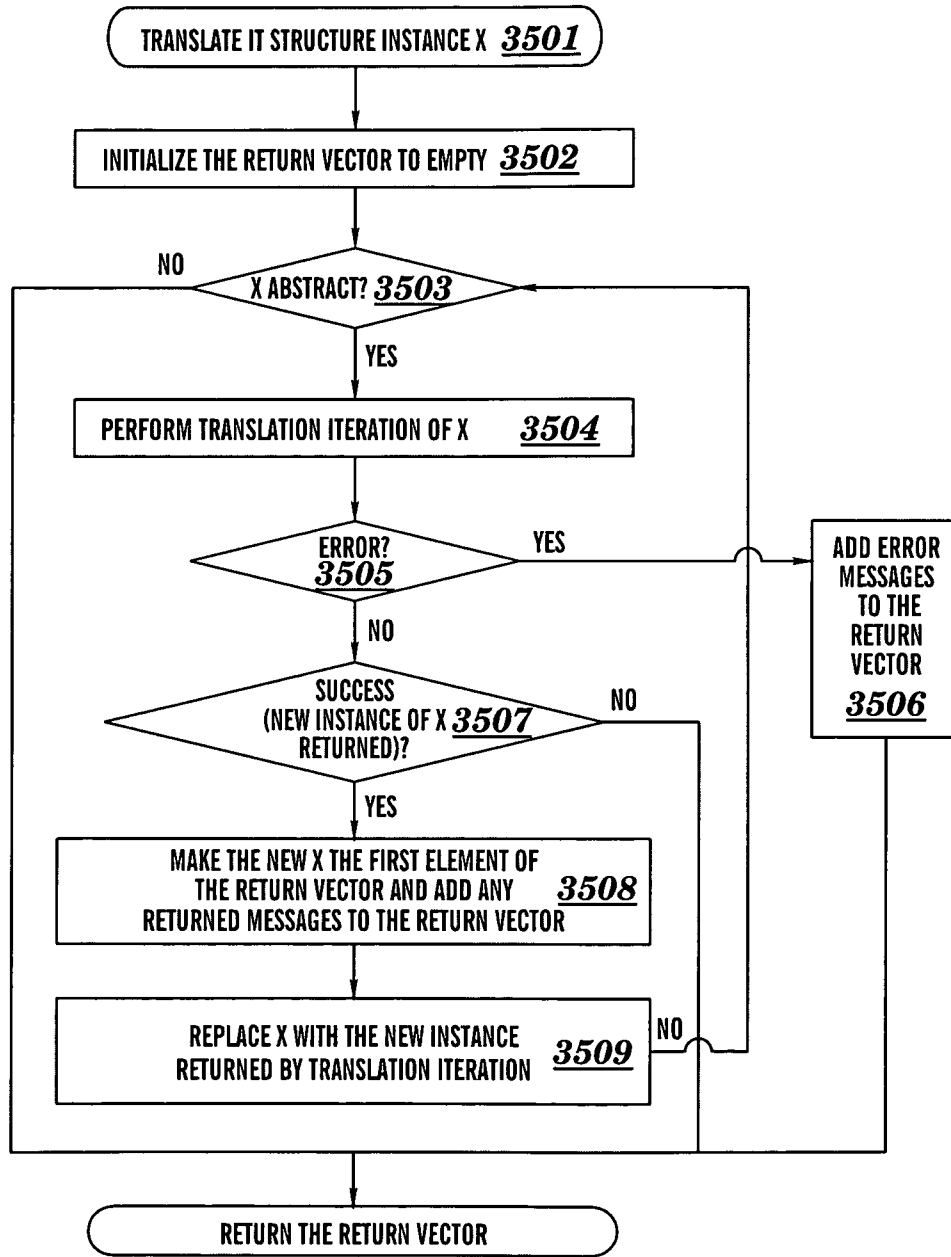 TRANSLATE IT STRUCTURE INSTANCE X 3501
INITIALIZE THE RETURN VECTOR TO EMPTY 3502
NO
X ABSTRACT? 3503
YES
PERFORM TRANSLATION ITERATION OF X 3504
ERROR?
3505
YES
NO
ADD ERROR
MESSAGES
TO THE
RETURN
VECTOR
3506
SUCCESS
(NEW INSTANCE OF X 3507
RETURNED)?
NO
YES
MAKE THE NEW X THE FIRST ELEMENT OF
THE RETURN VECTOR AND ADD ANY 3508
RETURNED MESSAGES TO THE RETURN VECTOR
REPLACE X WITH THE NEW INSTANCE
RETURNED BY TRANSLATION ITERATION 3509
NO
RETURN THE RETURN VECTOR